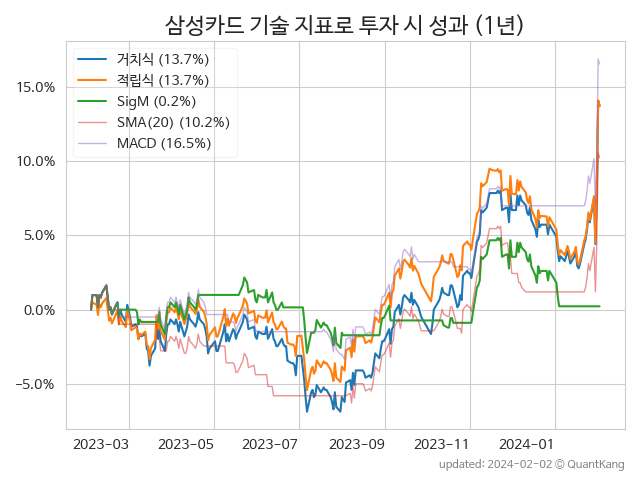 삼성카드 기술 지표로 투자 시 성과 (1년)
거치식 (13.7%)
적립식 (13.7%)
SigM (0.2%)
SMA(20) (10.2%)
MACD (16.5%)
15.0%
10.0%
5.0%
0.0%
-5.0%
2023-03 2023-05 2023-07 2023-09 2023-11 2024-01
updated: 2024-02-02 © QuantKang